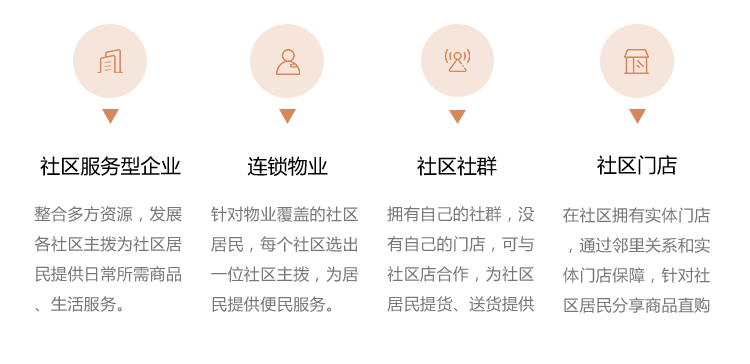 社区服务型企业
整合多方资源，发展
各社区主拨为社区居
民提供日常所需商品
、生活服务。
连锁物业
针对物业覆盖的社区
居民，每个社区选出
一位社区主拨，为居
民提供便民服务。
社区社群
拥有自己的社群，没
有自己的门店，可与
社区店合作，为社区
居民提货、送货提供
社区门店
在社区拥有实体门店
，通过邻里关系和实
体门店保障，针对社
区居民分享商品直购